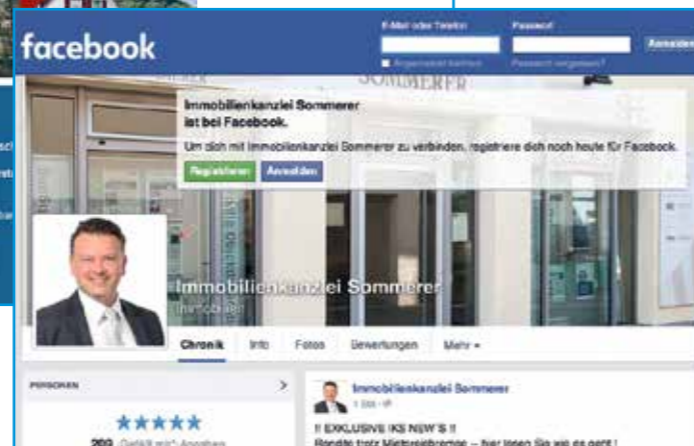 facebook
E-Mail oder Telefon Passwort
Angemeldet bleiben Passwort vergessen?
Anmelden
SOMMERER
Immobilienkanzlei Sommerer
ist bei Facebook.
Um dich mit Immobilienkanzlei Sommerer zu verbinden, registriere dich noch heute für Facebook.
Registrieren Anmelden
Immobilienkanzlei Sommerer
Immobilien
Chronik Info Fotos Bewertungen Mehr
PERSONEN >
★★★★★
Immobilienkanzlei Sommerer
1 Std.
!! EXKLUSIVE IKS NEW'S !!
Rendite trotz Mietpreisbremse – hier lesen Sie wie es geht !